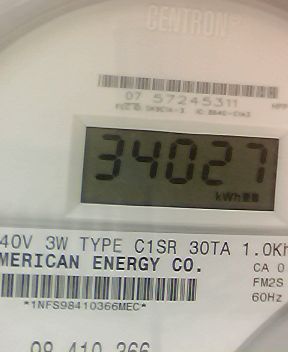 CENTRON®
07 57245311
34027
kWh
40V 3W TYPE C1SR 30TA 1.0Kh
MERICAN ENERGY CO.
CA 0
FM2S
60Hz
*1NFS98410366MEC*
98 410 366